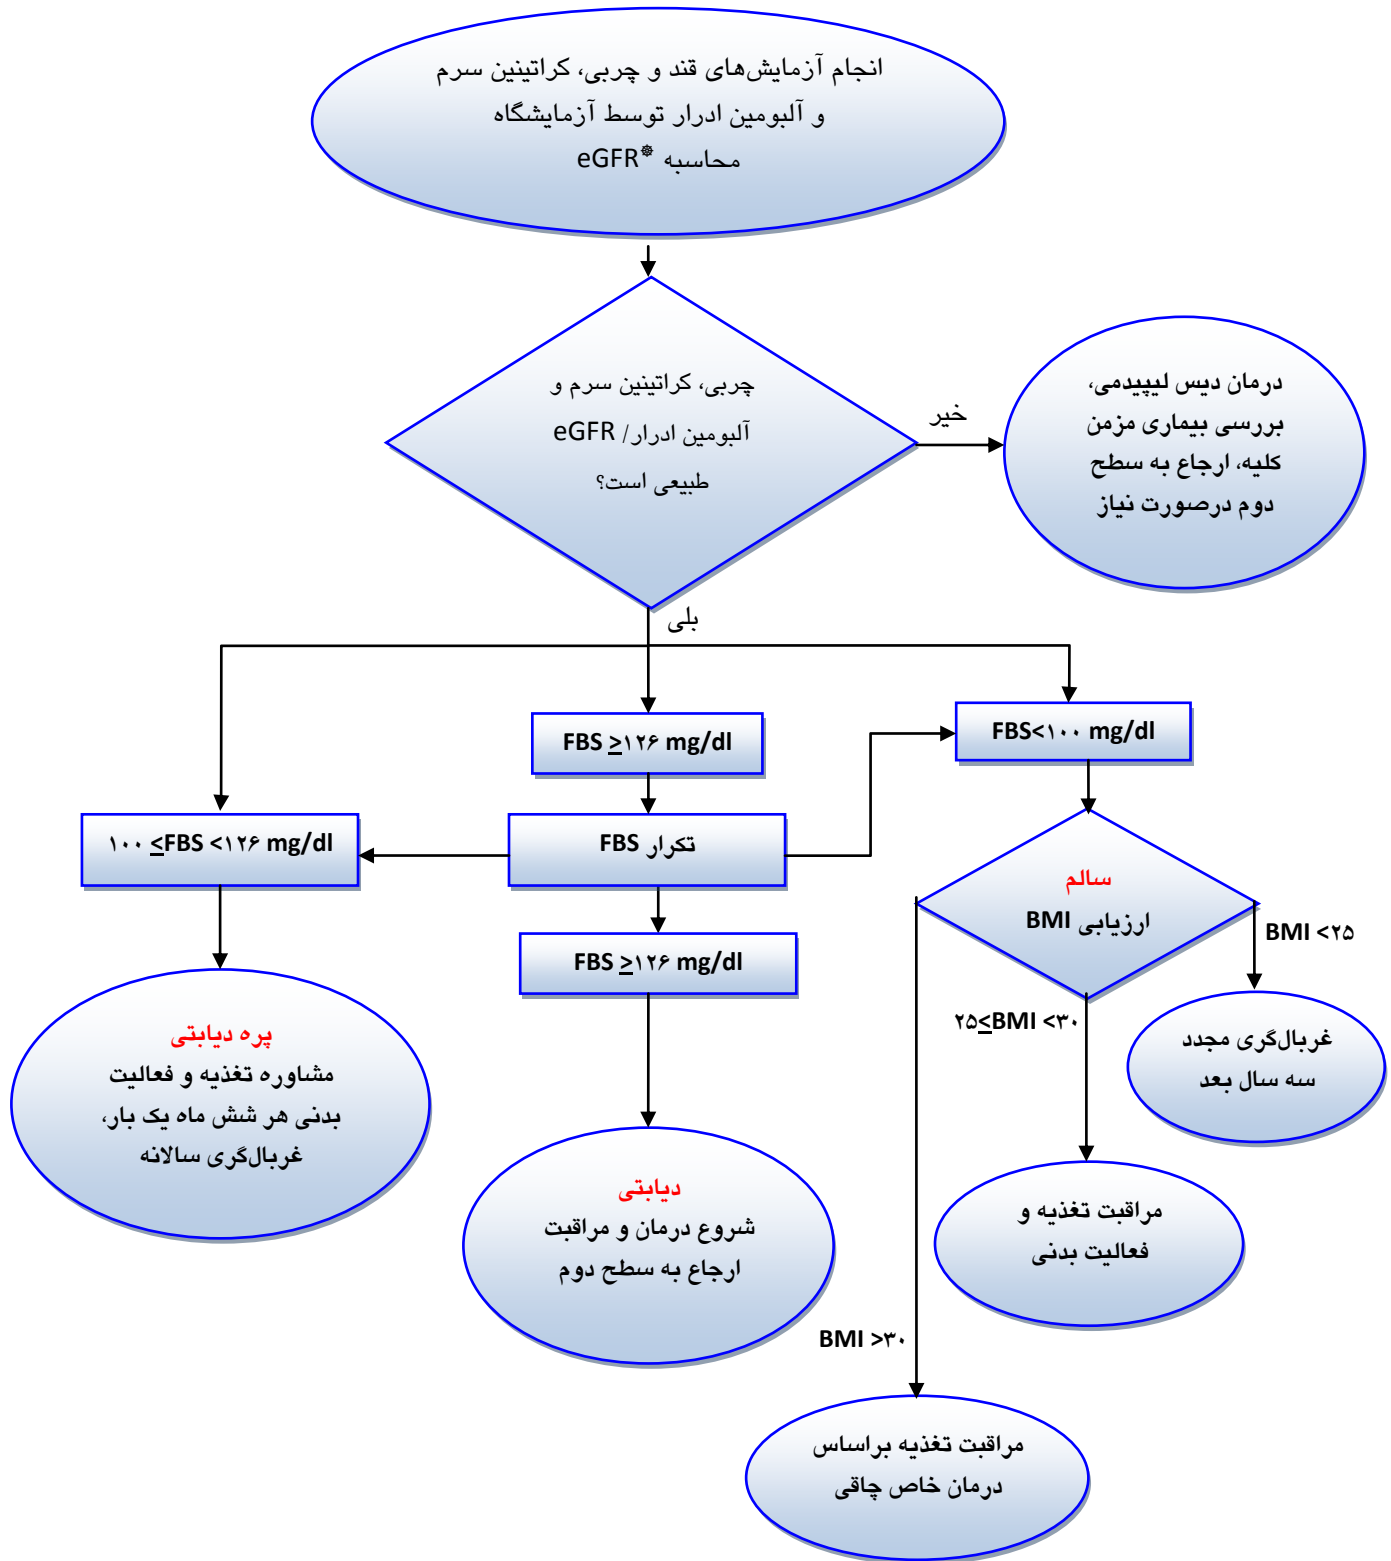 انجام آزمایش‌های قند و چربی، کراتینین سرم
و آلبومین ادرار توسط آزمایشگاه
محاسبه eGFR*
چربی، کراتینین سرم و
آلبومین ادرار/ eGFR
طبیعی است؟
خیر
درمان دیس لیپیدمی،
بررسی بیماری مزمن
کلیه، ارجاع به سطح
دوم درصورت نیاز
بلی
FBS<۱۰۰ mg/dl
FBS ≥۱۲۶ mg/dl
۱۰۰ ≤FBS <۱۲۶ mg/dl
تکرار FBS
سالم
ارزیابی BMI
BMI <۲۵
FBS ≥۱۲۶ mg/dl
۲۵≤BMI <۳۰
غربال‌گری مجدد
سه سال بعد
پره دیابتی
مشاوره تغذیه و فعالیت
بدنی هر شش ماه یک بار،
غربال‌گری سالانه
دیابتی
شروع درمان و مراقبت
ارجاع به سطح دوم
مراقبت تغذیه و
فعالیت بدنی
BMI >۳۰
مراقبت تغذیه براساس
درمان خاص چاقی